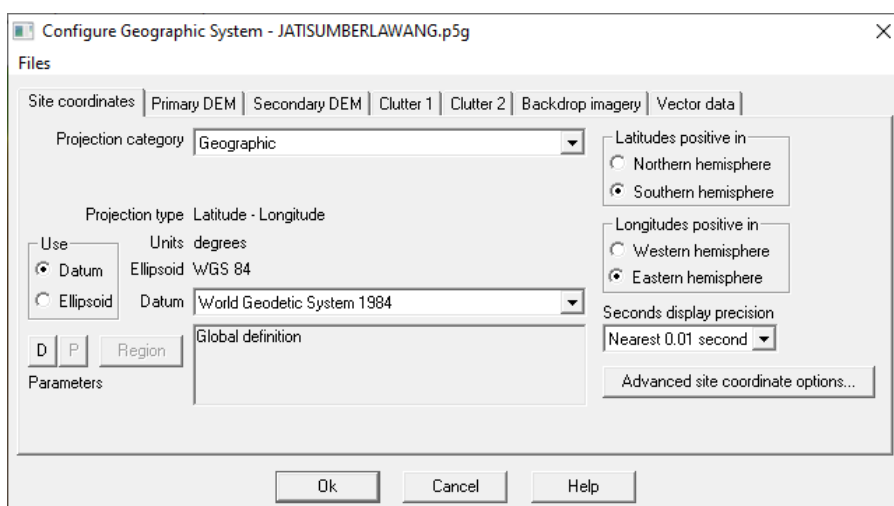 Configure Geographic System - JATISUMBERLAWANG.p5g
Files
Site coordinates Primary DEM Secondary DEM Clutter 1 Clutter 2 Backdrop imagery Vector data
Projection category Geographic
Latitudes positive in
Northern hemisphere
Southern hemisphere
Projection type Latitude - Longitude
Use
Units degrees
Datum Ellipsoid WGS 84
Ellipsoid Datum World Geodetic System 1984
Longitudes positive in
Western hemisphere
Eastern hemisphere
Seconds display precision
Nearest 0.01 second
D P Region
Global definition
Parameters
Advanced site coordinate options...
Ok Cancel Help